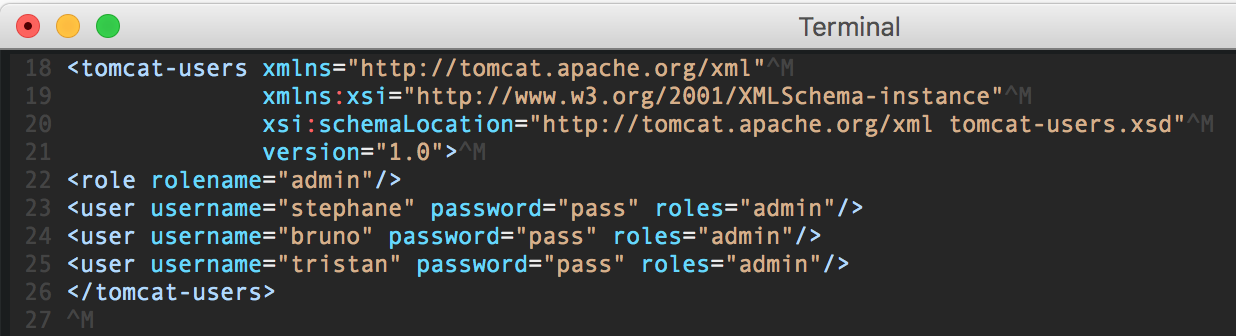 Terminal
18 <tomcat-users xmlns="http://tomcat.apache.org/xml"^M
19 xmlns:xsi="http://www.w3.org/2001/XMLSchema-instance"^M
20 xsi:schemaLocation="http://tomcat.apache.org/xml tomcat-users.xsd"^M
21 version="1.0">^M
22 <role rolename="admin"/>
23 <user username="stephane" password="pass" roles="admin"/>
24 <user username="bruno" password="pass" roles="admin"/>
25 <user username="tristan" password="pass" roles="admin"/>
26 </tomcat-users>
27 ^M